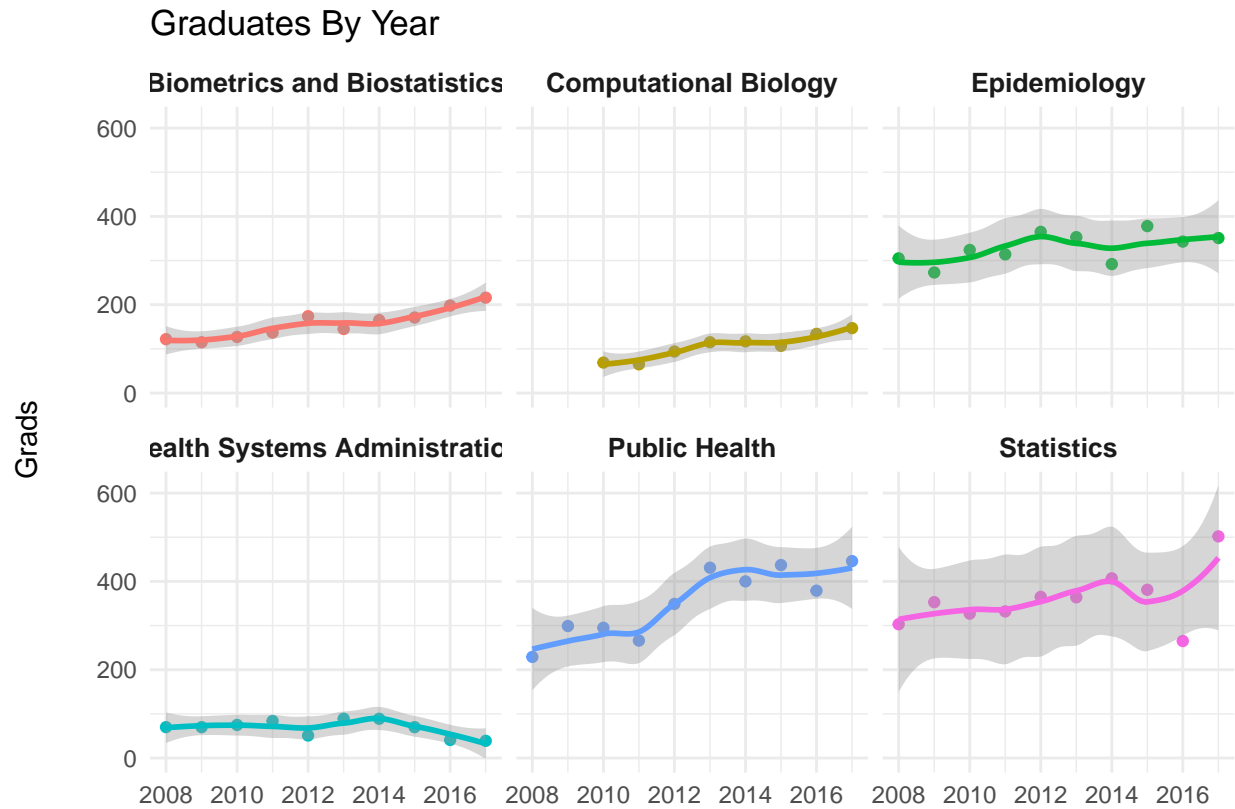 Graduates By Year
Biometrics and Biostatistics
Computational Biology
Epidemiology
600
400
200
0
Grads
ealth Systems Administratio
Public Health
Statistics
600
400
200
0
2008 2010 2012 2014 2016
2008 2010 2012 2014 2016
2008 2010 2012 2014 2016